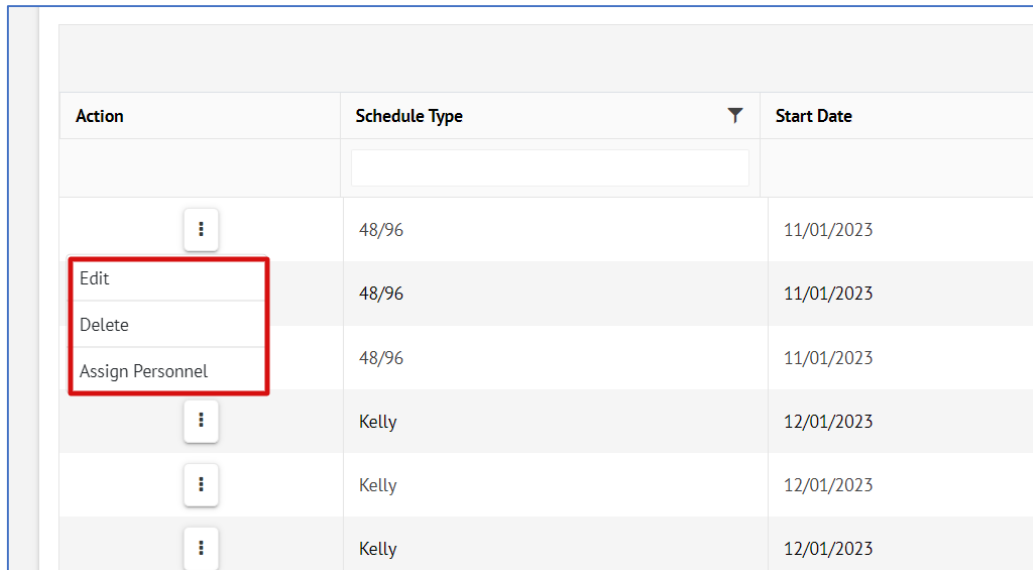 Action Schedule Type Start Date
48/96 11/01/2023
Edit
48/96 11/01/2023
Delete
48/96 11/01/2023
Assign Personnel
Kelly 12/01/2023
Kelly 12/01/2023
Kelly 12/01/2023